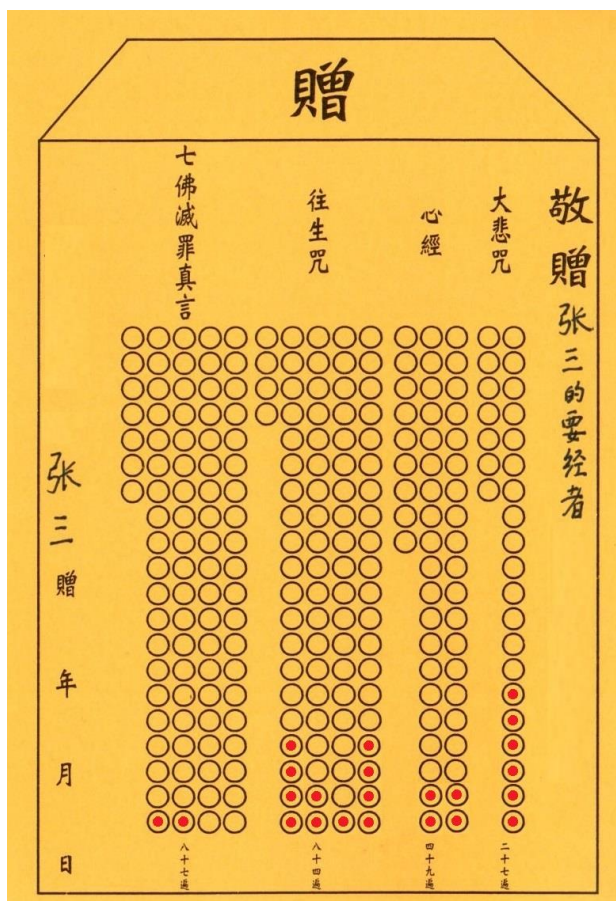 贈
敬贈张三的要经者
大悲咒
二十七遍
心經
四十九遍
往生咒
八十四遍
七佛滅罪真言
八十七遍
张三贈 年 月 日